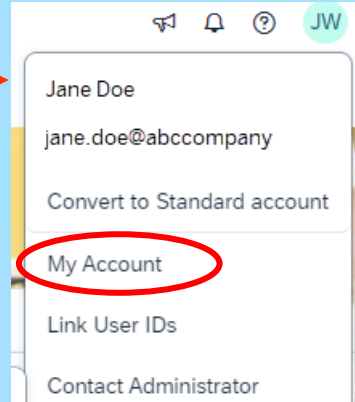 JW
Jane Doe
jane.doe@abccompany
Convert to Standard account
My Account
Link User IDs
Contact Administrator